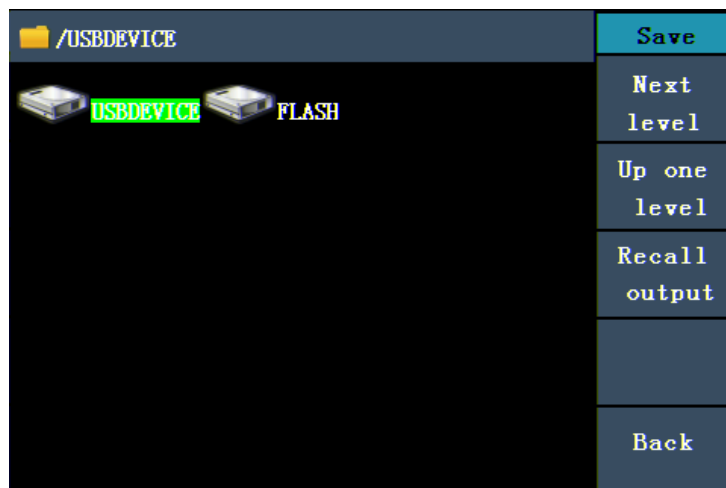 /USBDEVICE
USBDEVICE FLASH
Save
Next
level
Up one
level
Recall
output
Back